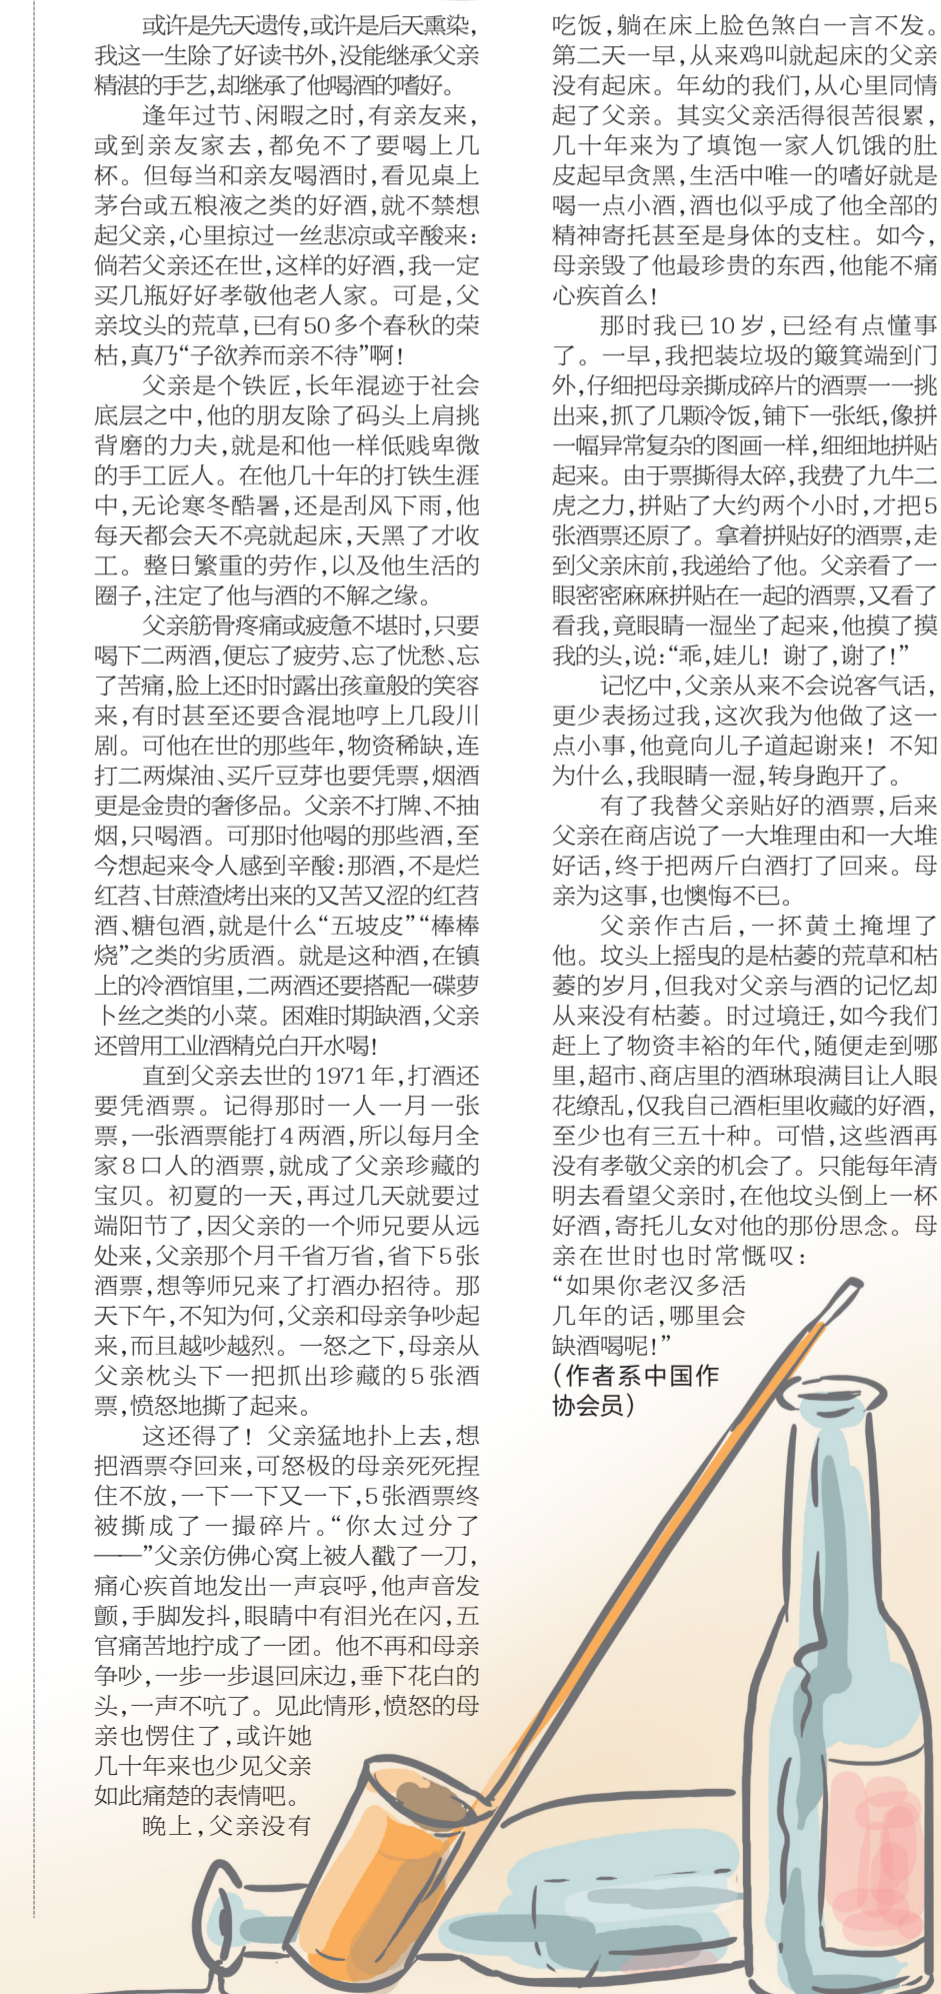 或许是先天遗传,或许是后天熏染,
我这一生除了好读书外,没能继承父亲
精湛的手艺,却继承了他喝酒的嗜好。
逢年过节、闲暇之时,有亲友来,
或到亲友家去,都免不了要喝上几
杯。但每当和亲友喝酒时,看见桌上
茅台或五粮液之类的好酒,就不禁想
起父亲,心里掠过一丝悲凉或辛酸来:
倘若父亲还在世,这样的好酒,我一定
买几瓶好好孝敬他老人家。可是,父
亲坟头的荒草,已有50多个春秋的荣
枯,真乃“子欲养而亲不待”啊!
父亲是个铁匠,长年混迹于社会
底层之中,他的朋友除了码头上肩挑
背磨的力夫,就是和他一样低贱卑微
的手工匠人。在他几十年的打铁生涯
中,无论寒冬酷暑,还是刮风下雨,他
每天都会天不亮就起床,天黑了才收
工。整日繁重的劳作,以及他生活的
圈子,注定了他与酒的不解之缘。
父亲筋骨疼痛或疲惫不堪时,只要
喝下二两酒,便忘了疲劳、忘了忧愁、忘
了苦痛,脸上还时时露出孩童般的笑容
来,有时甚至还要含混地哼上几段川
剧。可他在世的那些年,物资稀缺,连
打二两煤油、买斤豆芽也要凭票,烟酒
更是金贵的奢侈品。父亲不打牌、不抽
烟,只喝酒。可那时他喝的那些酒,至
今想起来令人感到辛酸:那酒,不是烂
红苕、甘蔗渣烤出来的又苦又涩的红苕
酒、糖包酒,就是什么“五坡皮”“棒棒
烧”之类的劣质酒。就是这种酒,在镇
上的冷酒馆里,二两酒还要搭配一碟萝
卜丝之类的小菜。困难时期缺酒,父亲
还曾用工业酒精兑白开水喝!
直到父亲去世的1971年,打酒还
要凭酒票。记得那时一人一月一张
票,一张酒票能打4两酒,所以每月全
家8口人的酒票,就成了父亲珍藏的
宝贝。初夏的一天,再过几天就要过
端阳节了,因父亲的一个师兄要从远
处来,父亲那个月千省万省,省下5张
酒票,想等师兄来了打酒办招待。那
天下午,不知为何,父亲和母亲争吵起
来,而且越吵越烈。一怒之下,母亲从
父亲枕头下一把抓出珍藏的5张酒
票,愤怒地撕了起来。
这还得了!父亲猛地扑上去,想
把酒票夺回来,可怒极的母亲死死捏
住不放,一下一下又一下,5张酒票终
被撕成了一撮碎片。“你太过分了
——”父亲仿佛心窝上被人戳了一刀,
痛心疾首地发出一声哀呼,他声音发
颤,手脚发抖,眼睛中有泪光在闪,五
官痛苦地拧成了一团。他不再和母亲
争吵,一步一步退回床边,垂下花白的
头,一声不吭了。见此情形,愤怒的母
亲也愣住了,或许她
几十年来也少见父亲
如此痛楚的表情吧。
晚上,父亲没有
吃饭,躺在床上脸色煞白一言不发。
第二天一早,从来鸡叫就起床的父亲
没有起床。年幼的我们,从心里同情
起了父亲。其实父亲活得很苦很累,
几十年来为了填饱一家人饥饿的肚
皮起早贪黑,生活中唯一的嗜好就是
喝一点小酒,酒也似乎成了他全部的
精神寄托甚至是身体的支柱。如今,
母亲毁了他最珍贵的东西,他能不痛
心疾首么!
那时我已10岁,已经有点懂事
了。一早,我把装垃圾的簸箕端到门
外,仔细把母亲撕成碎片的酒票一一挑
出来,抓了几颗冷饭,铺下一张纸,像拼
一幅异常复杂的图画一样,细细地拼贴
起来。由于票撕得太碎,我费了九牛二
虎之力,拼贴了大约两个小时,才把5
张酒票还原了。拿着拼贴好的酒票,走
到父亲床前,我递给了他。父亲看了一
眼密密麻麻拼贴在一起的酒票,又看了
看我,竟眼睛一湿坐了起来,他摸了摸
我的头,说:“乖,娃儿!谢了,谢了!”
记忆中,父亲从来不会说客气话,
更少表扬过我,这次我为他做了这一
点小事,他竟向儿子道起谢来!不知
为什么,我眼睛一湿,转身跑开了。
有了我替父亲贴好的酒票,后来
父亲在商店说了一大堆理由和一大堆
好话,终于把两斤白酒打了回来。母
亲为这事,也懊悔不已。
父亲作古后,一抔黄土掩埋了
他。坟头上摇曳的是枯萎的荒草和枯
萎的岁月,但我对父亲与酒的记忆却
从来没有枯萎。时过境迁,如今我们
赶上了物资丰裕的年代,随便走到哪
里,超市、商店里的酒琳琅满目让人眼
花缭乱,仅我自己酒柜里收藏的好酒,
至少也有三五十种。可惜,这些酒再
没有孝敬父亲的机会了。只能每年清
明去看望父亲时,在他坟头倒上一杯
好酒,寄托儿女对他的那份思念。母
亲在世时也时常慨叹:
“如果你老汉多活
几年的话,哪里会
缺酒喝呢!”
(作者系中国作
协会员)